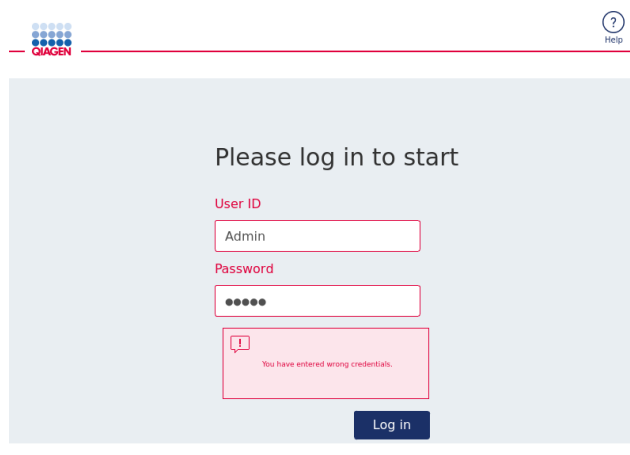 ?
Help
QIAGEN
Please log in to start
User ID
Admin
Password
●●●●●
!
You have entered wrong credentials.
Log in